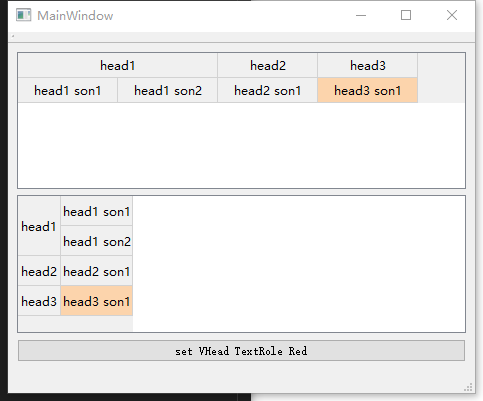 MainWindow
head1 head2 head3
head1 son1 head1 son2 head2 son1 head3 son1
head1 head1 son1
head1 son2
head2 head2 son1
head3 head3 son1
set VHead TextRole Red